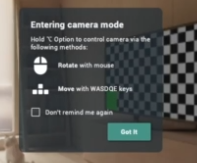 Entering camera mode
Hold ⌥ Option to control camera via the
following methods:
Rotate with mouse
Move with WASDQE keys
Don't remind me again
Got It